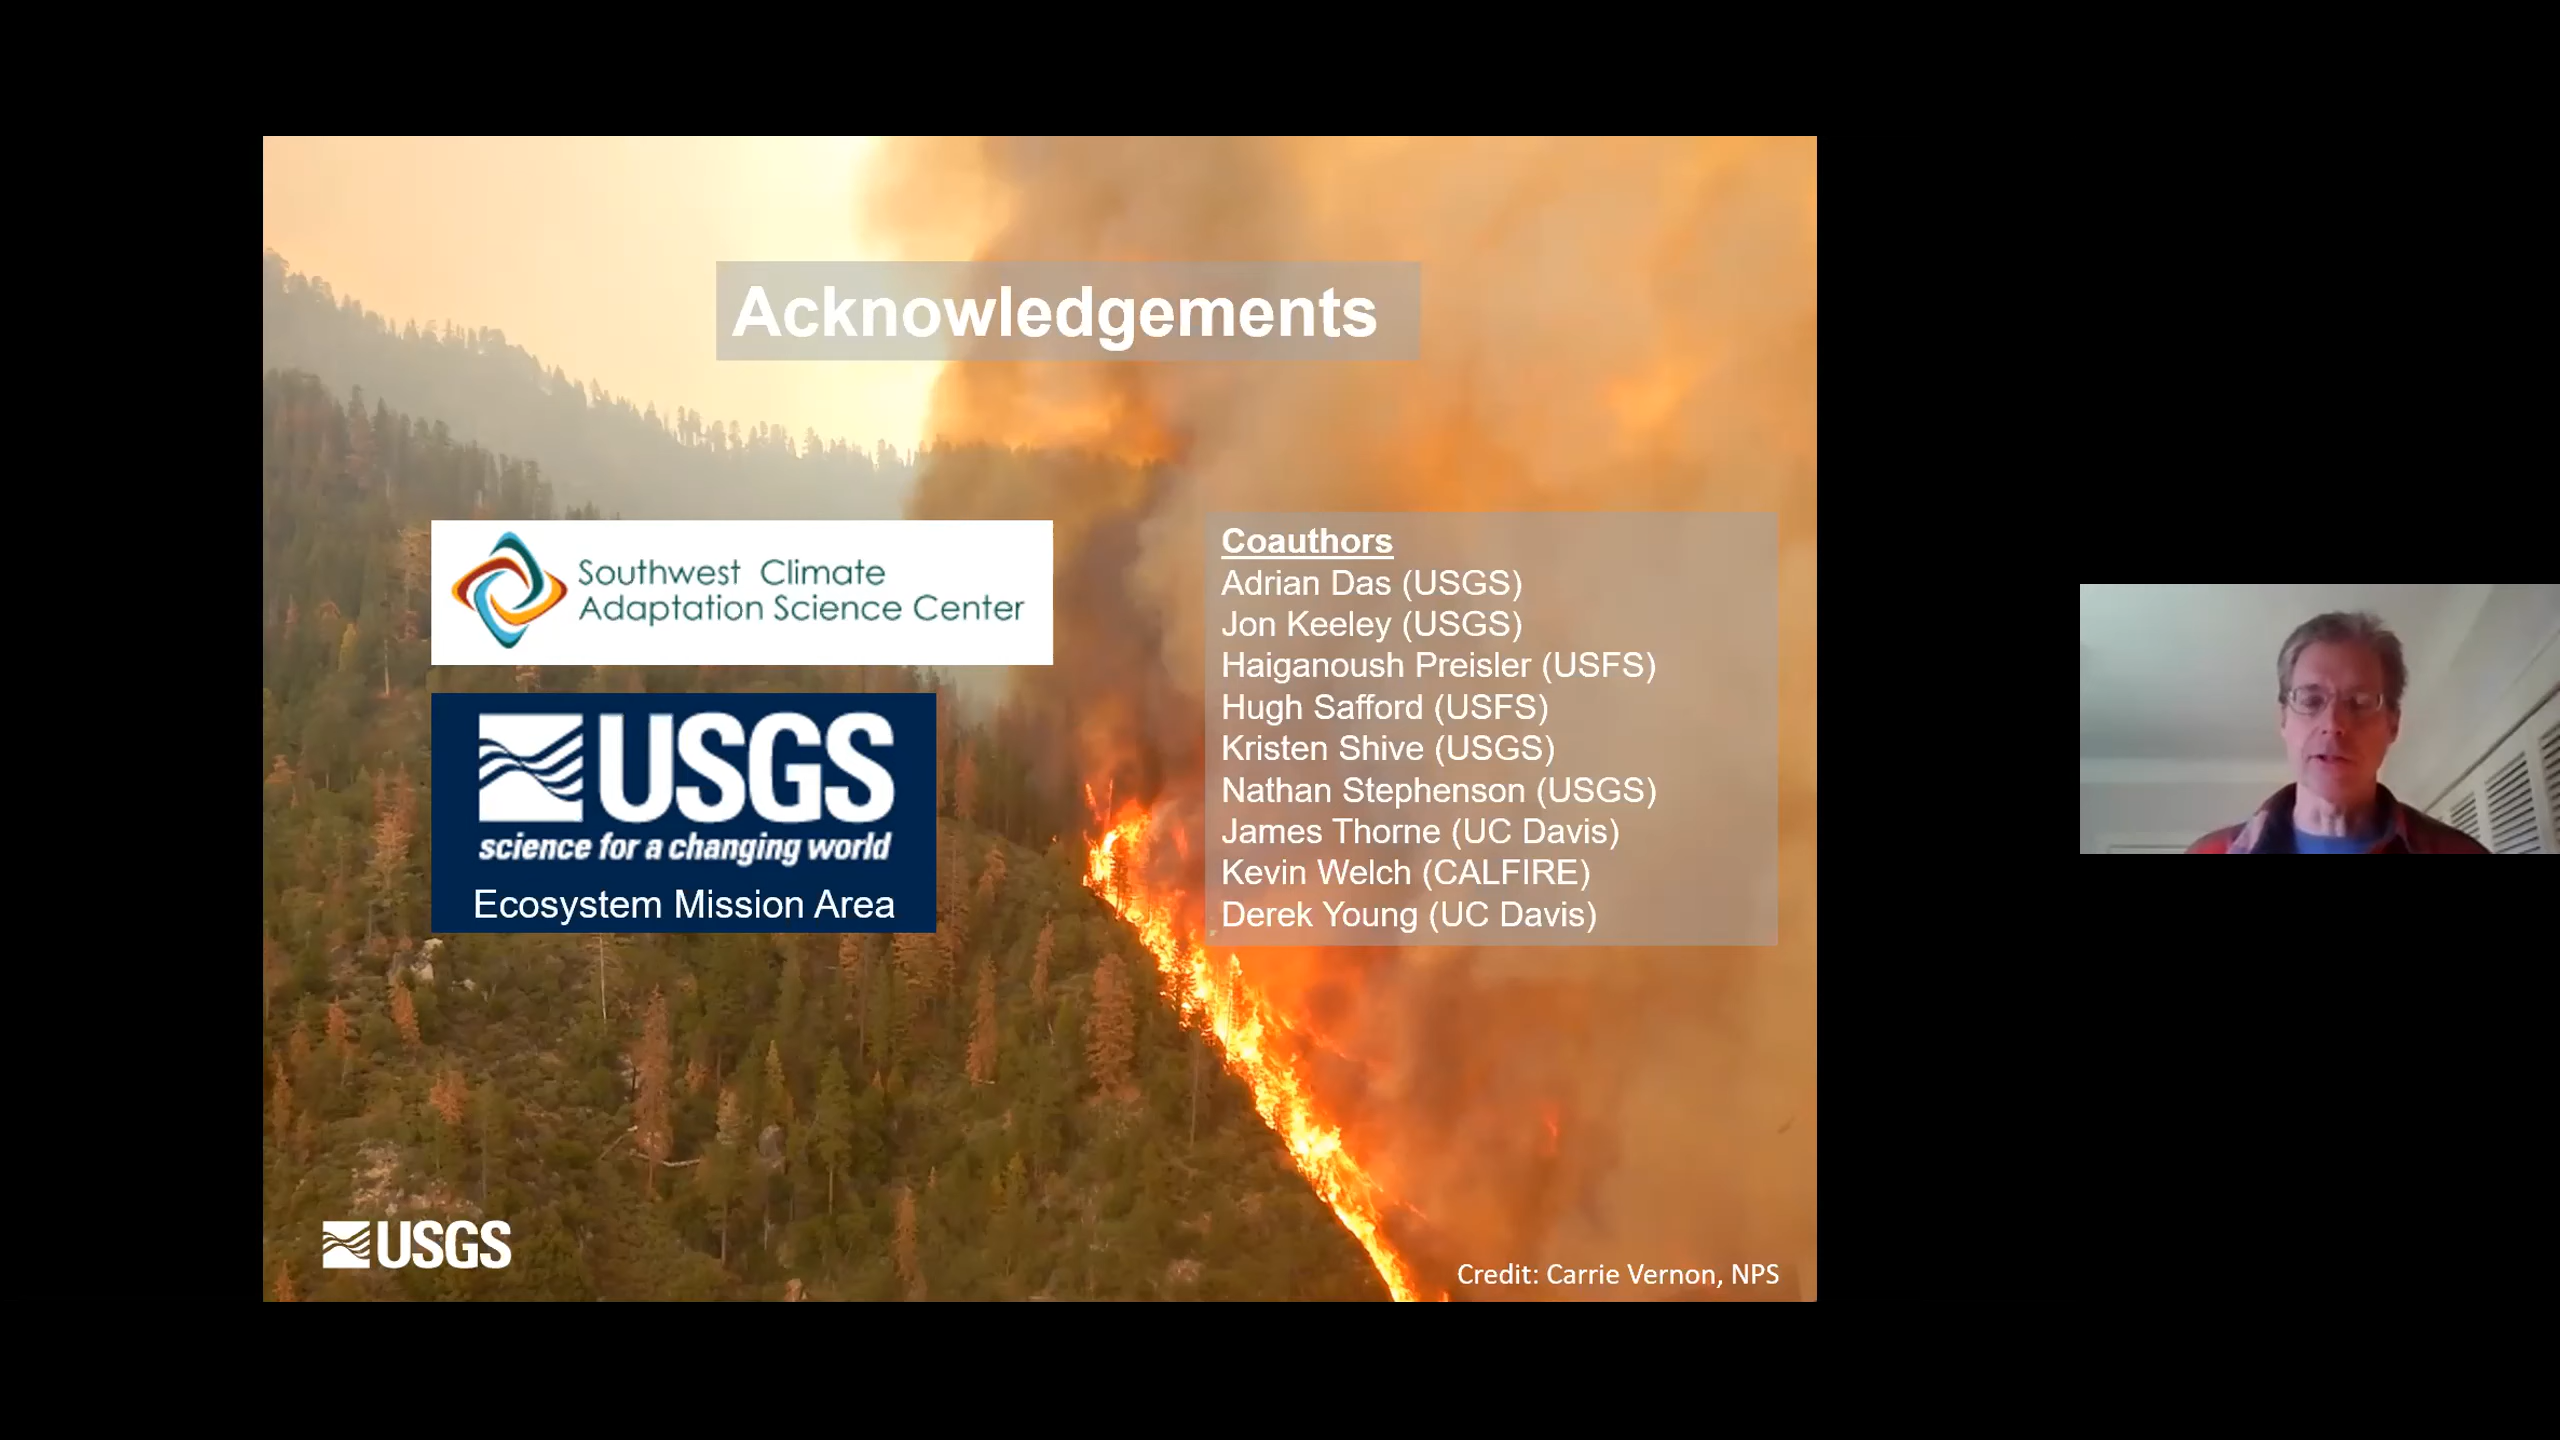 Acknowledgements
Southwest Climate
Adaptation Science Center
USGS
science for a changing world
Ecosystem Mission Area
Coauthors
Adrian Das (USGS)
Jon Keeley (USGS)
Haiganoush Preisler (USFS)
Hugh Safford (USFS)
Kristen Shive (USGS)
Nathan Stephenson (USGS)
James Thorne (UC Davis)
Kevin Welch (CALFIRE)
Derek Young (UC Davis)
USGS
Credit: Carrie Vernon, NPS